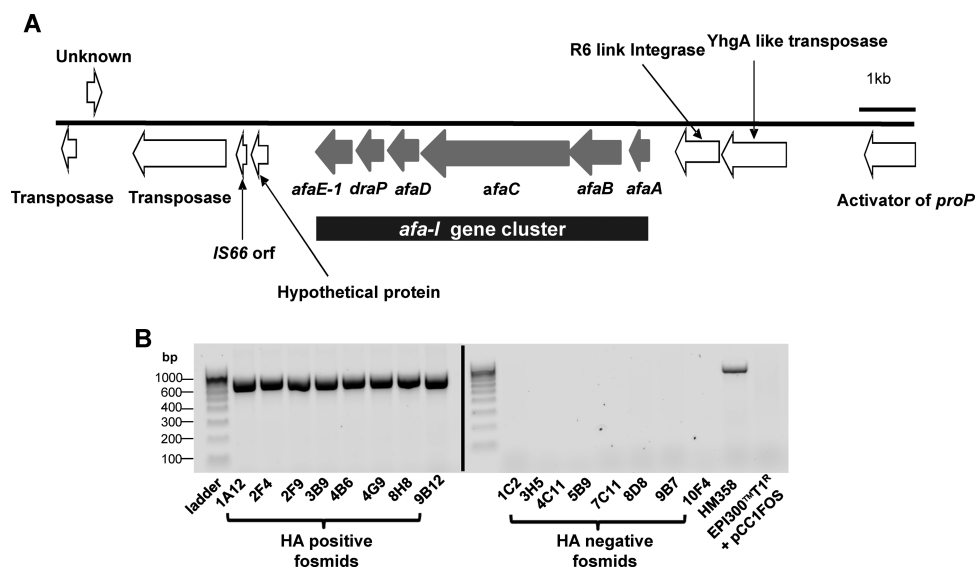 A
Unknown
R6 link Integrase
YhgA like transposase
1kb
Transposase
Transposase
afaE-1 draP afaD afaC afaB afaA
Activator of proP
afa-I gene cluster
IS66 orf
Hypothetical protein
B
bp
1000
600
400
300
200
100
ladder 1A12 2F4 2F9 3B9 4B6 4G9 8H8 9B12
1C2 3H5 4C11 5B9 7C11 8D8 9B7 10F4 HM358 EPI300™T1ᴿ
+ pCC1FOS
HA positive
fosmids
HA negative
fosmids